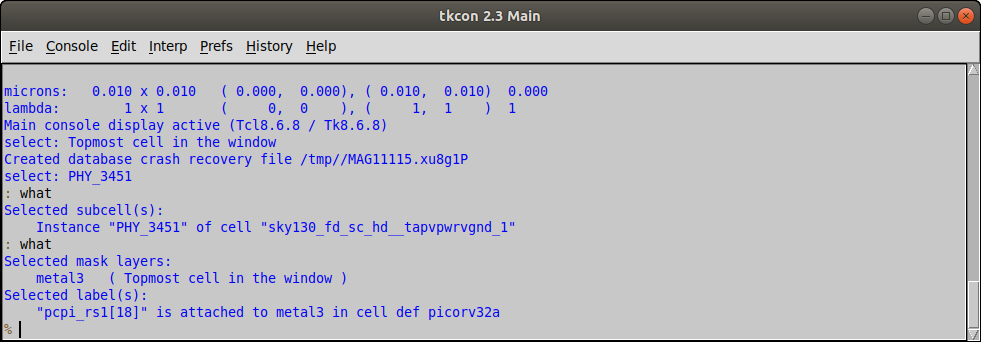 tkcon 2.3 Main
File Console Edit Interp Prefs History Help
microns:   0.010 x 0.010   ( 0.000,  0.000), ( 0.010,  0.010)  0.000
lambda:        1 x 1       (     0,  0    ), (     1,  1    )  1
Main console display active (Tcl8.6.8 / Tk8.6.8)
select: Topmost cell in the window
Created database crash recovery file /tmp//MAG11115.xu8g1P
select: PHY_3451
: what
Selected subcell(s):
    Instance "PHY_3451" of cell "sky130_fd_sc_hd__tapvpwrvgnd_1"
: what
Selected mask layers:
    metal3   ( Topmost cell in the window )
Selected label(s):
    "pcpi_rs1[18]" is attached to metal3 in cell def picorv32a
%